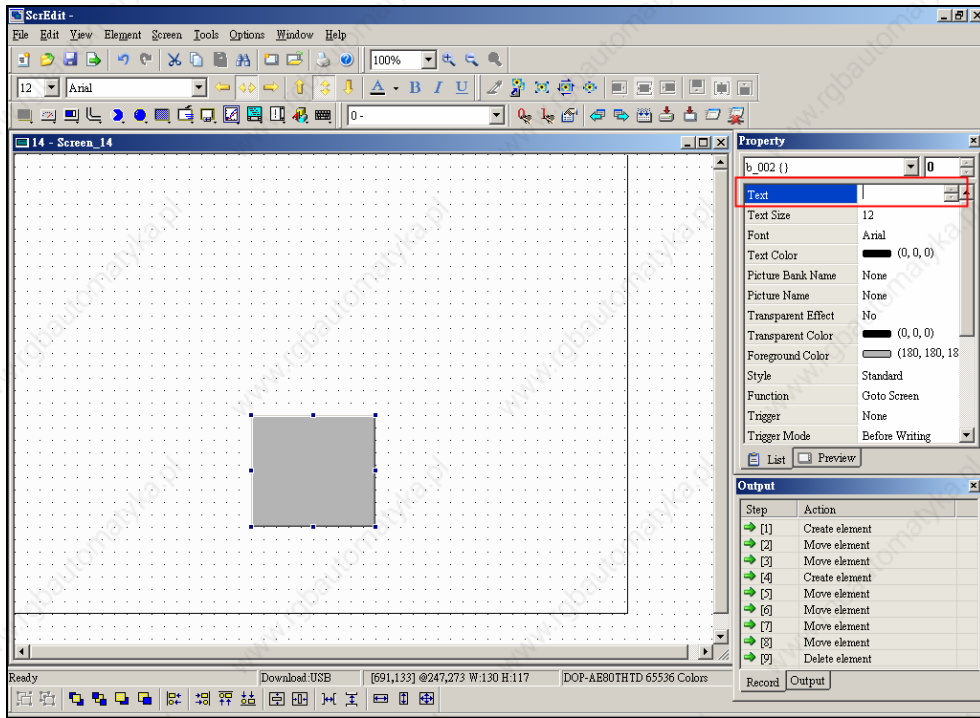 ScrEdit -
File Edit View Element Screen Tools Options Window Help
100%
12 Arial A B I U
0 -
14 - Screen_14
Property
b_002 {} 0
Text
Text Size 12
Font Arial
Text Color (0, 0, 0)
Picture Bank Name None
Picture Name None
Transparent Effect No
Transparent Color (0, 0, 0)
Foreground Color (180, 180, 18
Style Standard
Function Goto Screen
Trigger None
Trigger Mode Before Writing
List Preview
Output
Step Action
[1] Create element
[2] Move element
[3] Move element
[4] Create element
[5] Move element
[6] Move element
[7] Move element
[8] Move element
[9] Delete element
Record Output
Ready Download:USB [691,133] @247,273 W:130 H:117 DOP-AE80THTD 65536 Colors
www.rgbautomatyka.pl